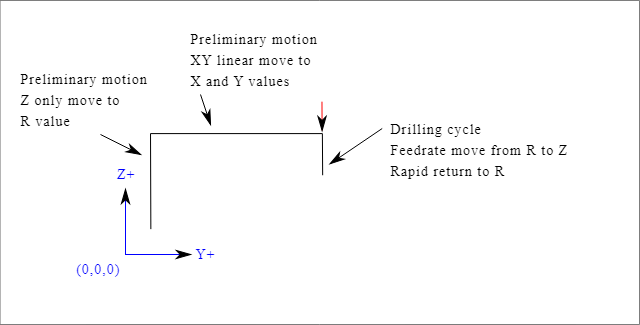 Preliminary motion
XY linear move to
X and Y values
Preliminary motion
Z only move to
R value
Drilling cycle
Feedrate move from R to Z
Rapid return to R
Z+
Y+
(0,0,0)